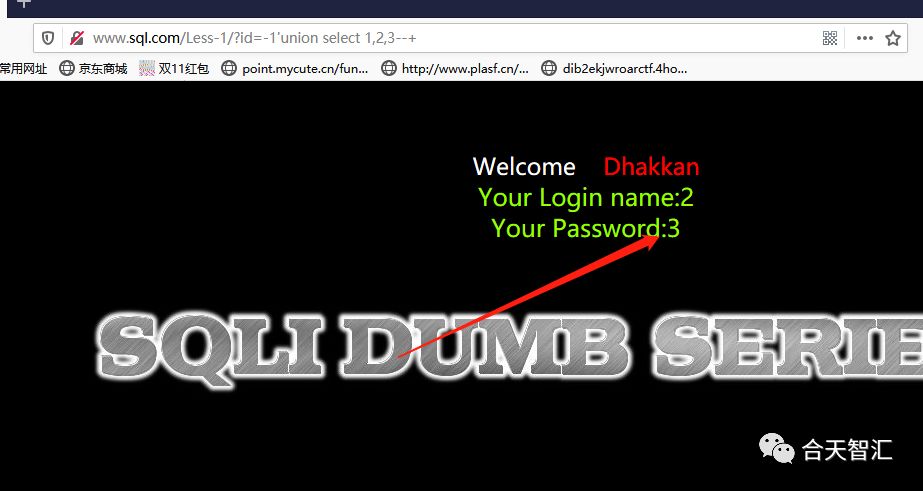 www.sql.com/Less-1/?id=-1'union select 1,2,3--+
常用网址 京东商城 双11红包 point.mycute.cn/fun... http://www.plasf.cn/... dib2ekjwroarctf.4ho...
Welcome Dhakkan
Your Login name:2
Your Password:3
SQLI DUMB SERIE
合天智汇